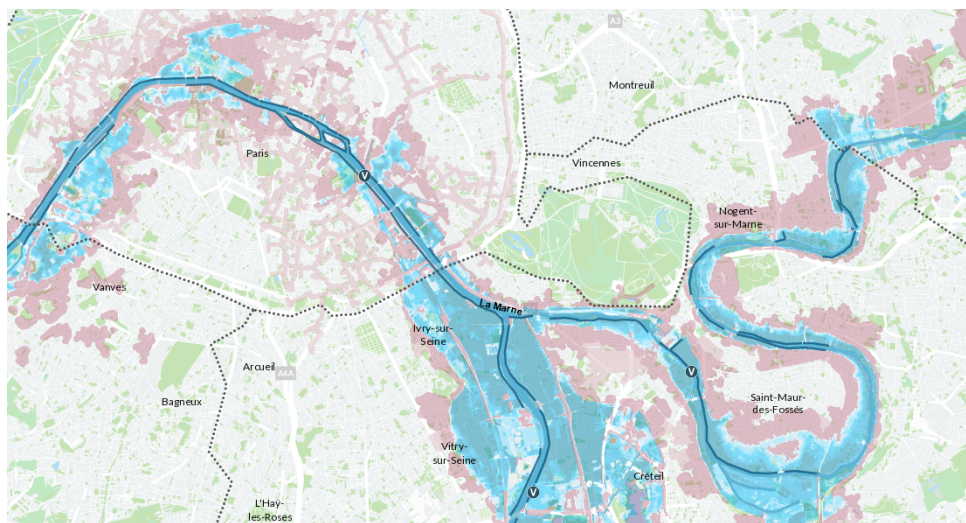 A3
Montreuil
Paris
Vincennes
V
Nogent-
sur-Marne
Vanves
La Marne
Ivry-sur-
Seine
Arcueil
A6A
V
Bagneux
Saint-Maur-
des-Fossés
Vitry-
sur-Seine
Créteil
V
L'Haÿ-
les-Roses